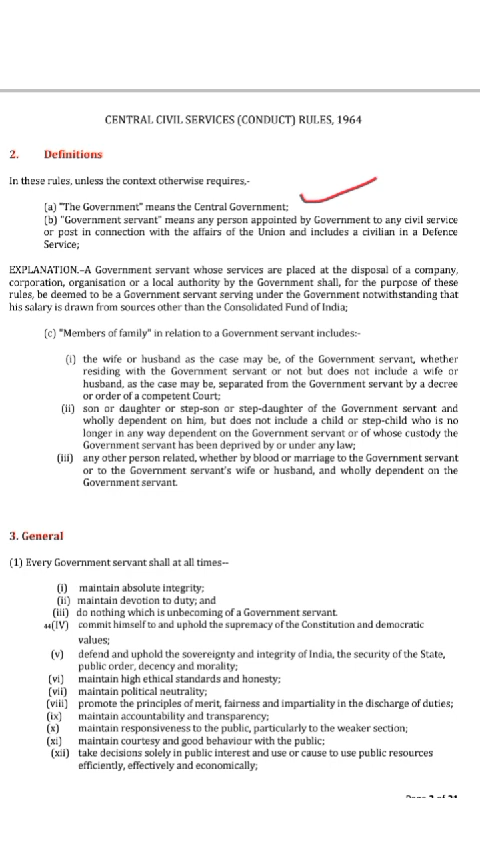 CENTRAL CIVIL SERVICES (CONDUCT) RULES, 1964
2. Definitions
In these rules, unless the context otherwise requires,-
(a) "The Government" means the Central Government;
(b) "Government servant" means any person appointed by Government to any civil service
or post in connection with the affairs of the Union and includes a civilian in a Defence
Service;
EXPLANATION.-A Government servant whose services are placed at the disposal of a company,
corporation, organisation or a local authority by the Government shall, for the purpose of these
rules, be deemed to be a Government servant serving under the Government notwithstanding that
his salary is drawn from sources other than the Consolidated Fund of India;
(c) "Members of family" in relation to a Government servant includes:-
(i) the wife or husband as the case may be, of the Government servant, whether
residing with the Government servant or not but does not include a wife or
husband, as the case may be, separated from the Government servant by a decree
or order of a competent Court;
(ii) son or daughter or step-son or step-daughter of the Government servant and
wholly dependent on him, but does not include a child or step-child who is no
longer in any way dependent on the Government servant or of whose custody the
Government servant has been deprived by or under any law;
(iii) any other person related, whether by blood or marriage to the Government servant
or to the Government servant's wife or husband, and wholly dependent on the
Government servant.
3. General
(1) Every Government servant shall at all times--
(i) maintain absolute integrity;
(ii) maintain devotion to duty; and
(iii) do nothing which is unbecoming of a Government servant.
44(IV) commit himself to and uphold the supremacy of the Constitution and democratic
values;
(v) defend and uphold the sovereignty and integrity of India, the security of the State,
public order, decency and morality;
(vi) maintain high ethical standards and honesty;
(vii) maintain political neutrality;
(viii) promote the principles of merit, fairness and impartiality in the discharge of duties;
(ix) maintain accountability and transparency;
(x) maintain responsiveness to the public, particularly to the weaker section;
(xi) maintain courtesy and good behaviour with the public;
(xii) take decisions solely in public interest and use or cause to use public resources
efficiently, effectively and economically;